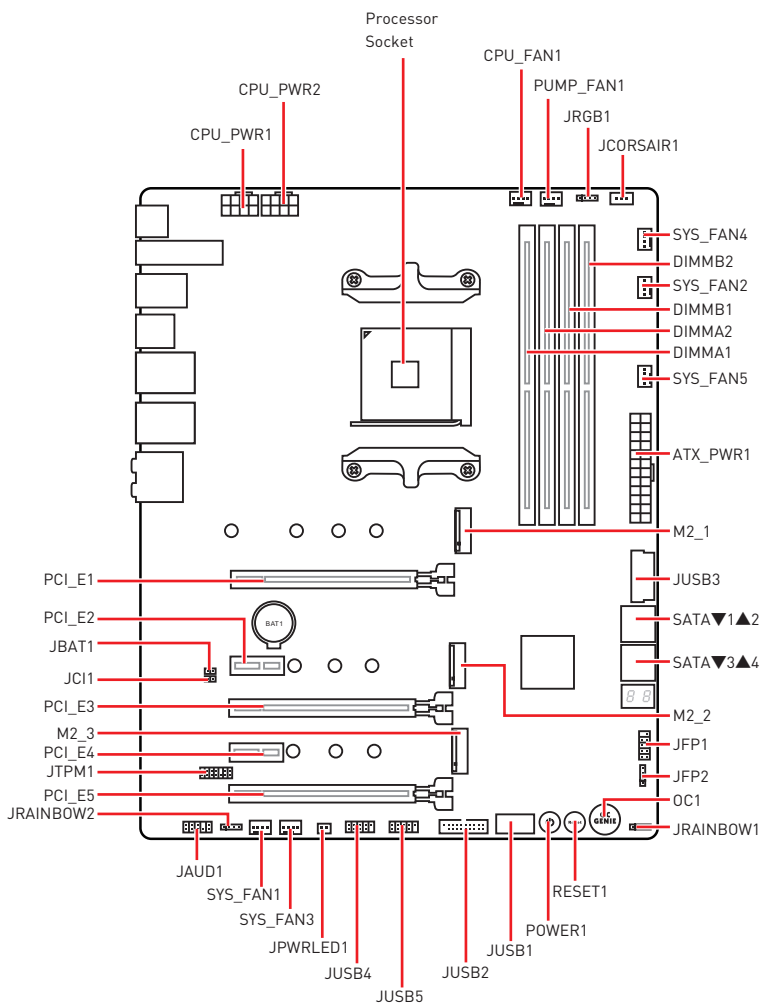 Processor
Socket
CPU_FAN1
CPU_PWR2
PUMP_FAN1
JRGB1
CPU_PWR1
JCORSAIR1
SYS_FAN4
DIMMB2
SYS_FAN2
DIMMB1
DIMMA2
DIMMA1
SYS_FAN5
ATX_PWR1
M2_1
PCI_E1
JUSB3
PCI_E2
BAT1
SATA▼1▲2
JBAT1
SATA▼3▲4
JCI1
88
PCI_E3
M2_2
M2_3
PCI_E4
JFP1
JTPM1
JFP2
PCI_E5
OC1
JRAINBOW2
GENIE
JRAINBOW1
JAUD1
SYS_FAN1
RESET1
SYS_FAN3
POWER1
JPWRLED1
JUSB1
JUSB4
JUSB2
JUSB5